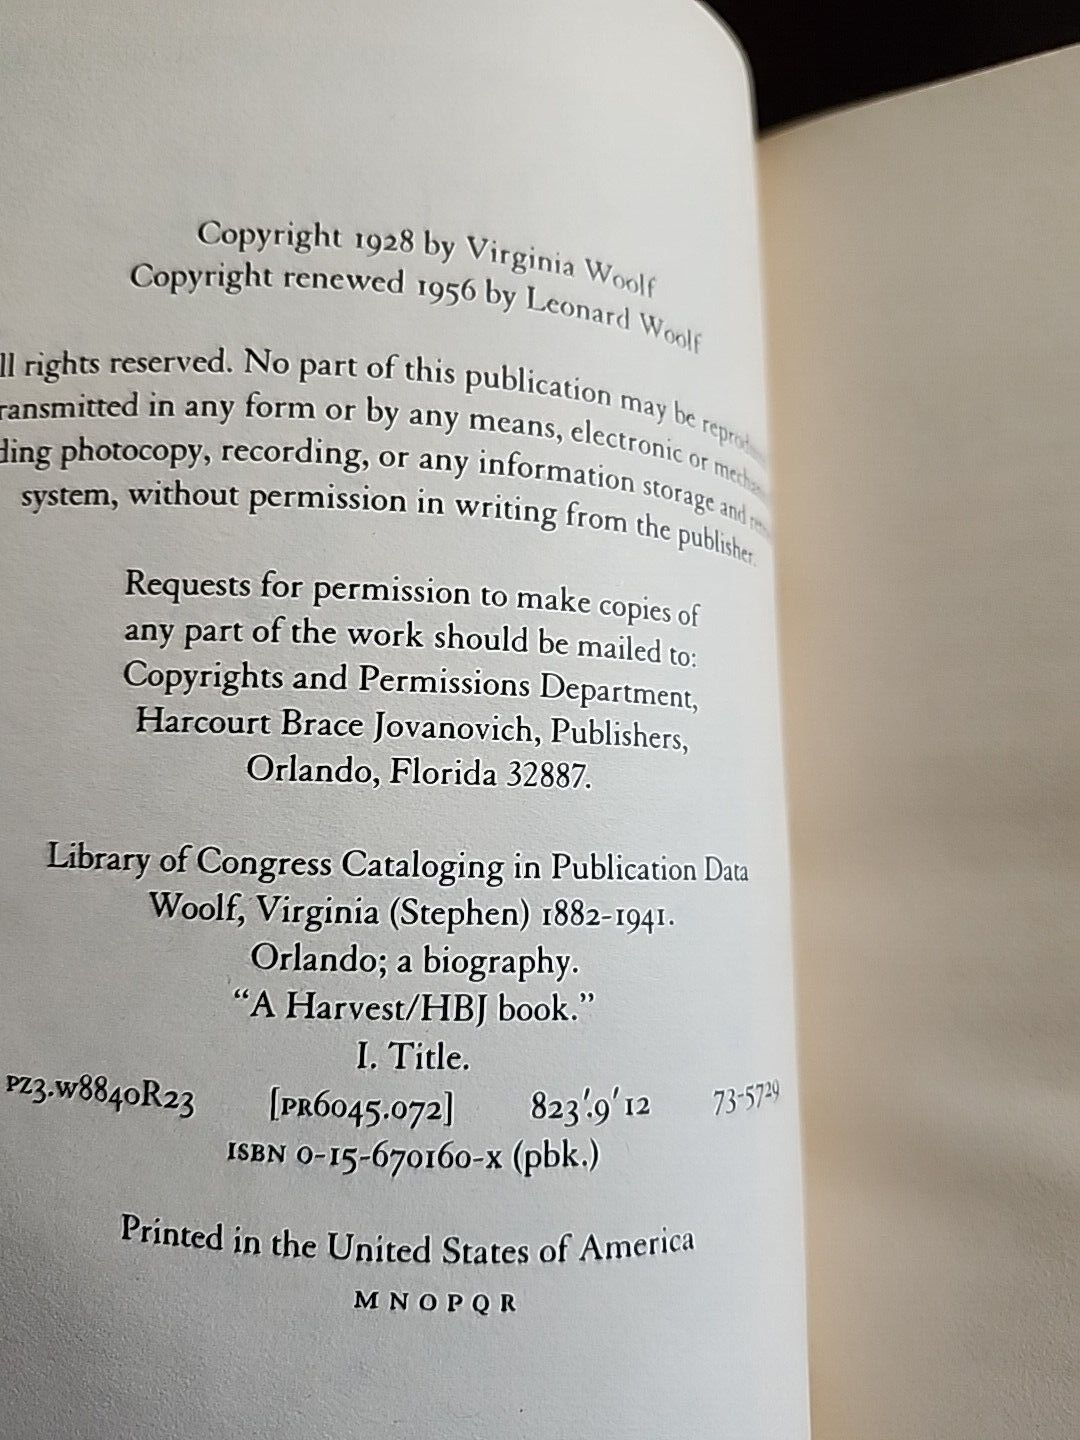 Copyright 1928 by Virginia Woolf
Copyright renewed 1956 by Leonard Woolf
ll rights reserved. No part of this publication may be
ransmitted in any form or by any means, electronic or
ding photocopy, recording, or any information storage and
system, without permission in writing from the publisher.
Requests for permission to make copies of
any part of the work should be mailed to:
Copyrights and Permissions Department,
Harcourt Brace Jovanovich, Publishers,
Orlando, Florida 32887.
Library of Congress Cataloging in Publication Data
Woolf, Virginia (Stephen) 1882-1941.
Orlando; a biography.
“A Harvest/HBJ book.”
I. Title.
PZ3.W8840R23 [PR6045.072] 823'.9'12 73-5729
ISBN 0-15-670160-X (pbk.)
Printed in the United States of America
M N O P Q R